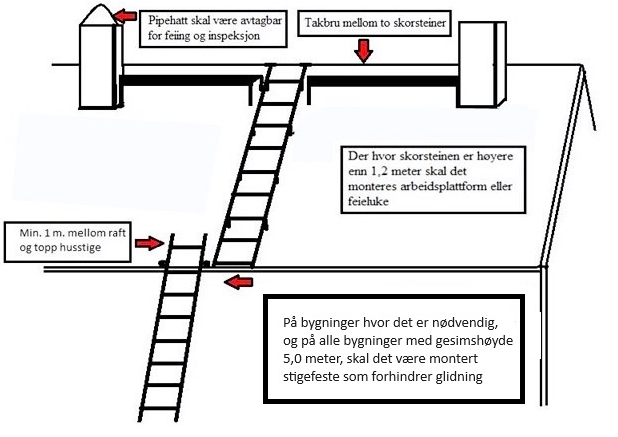 Pipehatt skal være avtagbar
for feiing og inspeksjon
Takbru mellom to skorsteiner
Der hvor skorsteinen er høyere
enn 1,2 meter skal det
monteres arbeidsplattform eller
feieluke
Min. 1 m. mellom raft
og topp husstige
På bygninger hvor det er nødvendig,
og på alle bygninger med gesimshøyde
5,0 meter, skal det være montert
stigefeste som forhindrer glidning